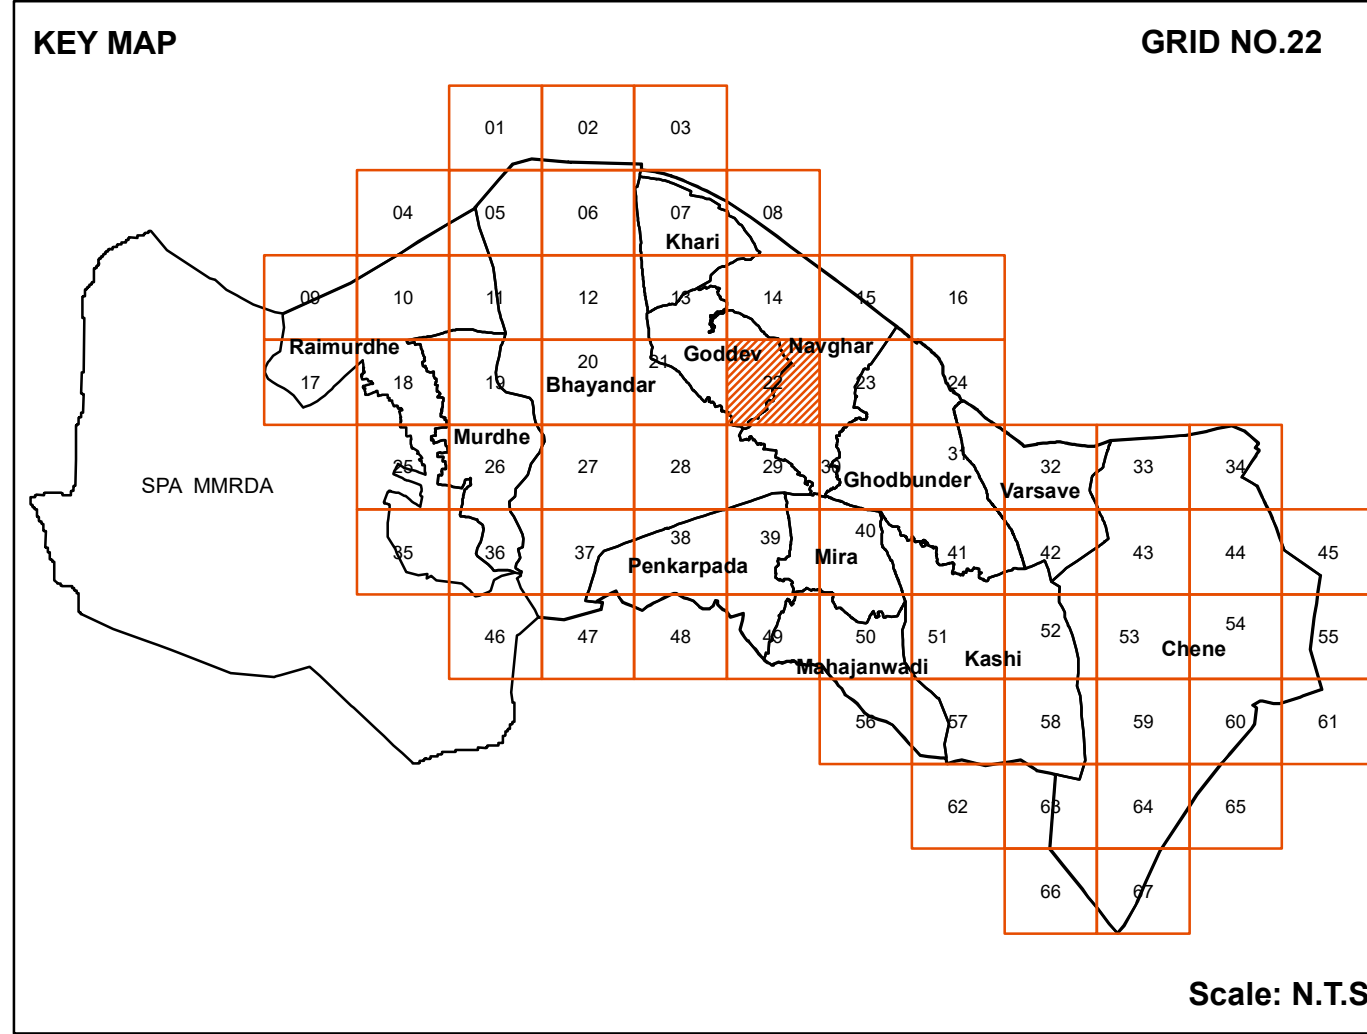 KEY MAP
GRID NO.22
01 02 03
04 05 06 07 08
Khari
09 10 11 12 13 14 15 16
Raimurdhe Goddev Navghar
17 18 19 20 21 22 23 24
Bhayandar
Murdhe
25 26 27 28 29 30 31 32 33 34
SPA MMRDA Ghodbunder Varsave
35 36 37 38 39 40 41 42 43 44 45
Penkarpada Mira
46 47 48 49 50 51 52 53 54 55
Mahajanwadi Kashi Chene
56 57 58 59 60 61
62 63 64 65
66 67
Scale: N.T.S